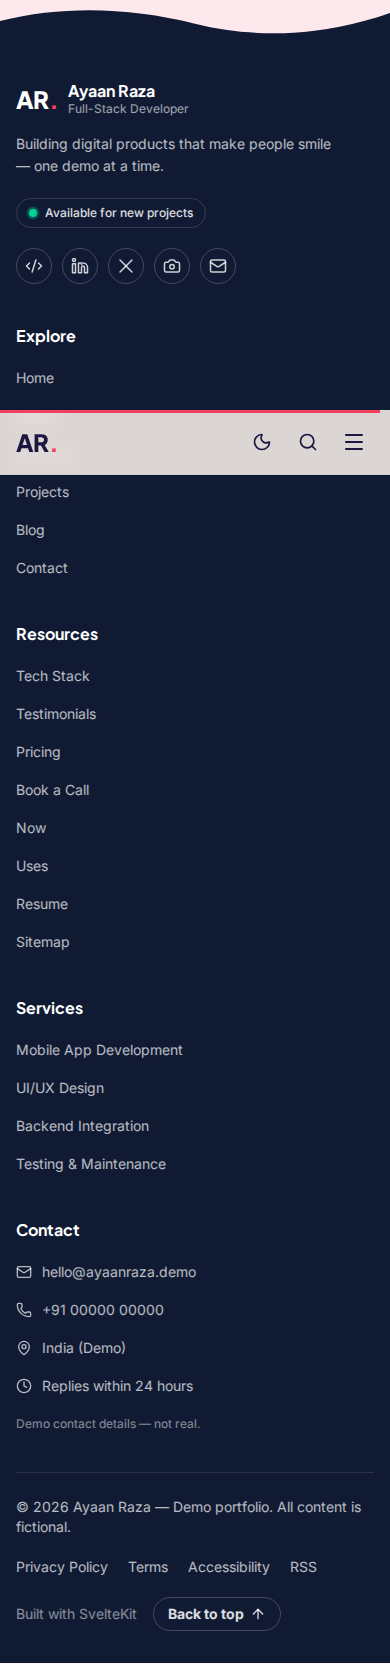 AR. Ayaan Raza
Full-Stack Developer
Building digital products that make people smile
— one demo at a time.
Available for new projects
Explore
Home
AR.
Projects
Blog
Contact
Resources
Tech Stack
Testimonials
Pricing
Book a Call
Now
Uses
Resume
Sitemap
Services
Mobile App Development
UI/UX Design
Backend Integration
Testing & Maintenance
Contact
hello@ayaanraza.demo
+91 00000 00000
India (Demo)
Replies within 24 hours
Demo contact details — not real.
© 2026 Ayaan Raza — Demo portfolio. All content is
fictional.
Privacy Policy Terms Accessibility RSS
Built with SvelteKit Back to top